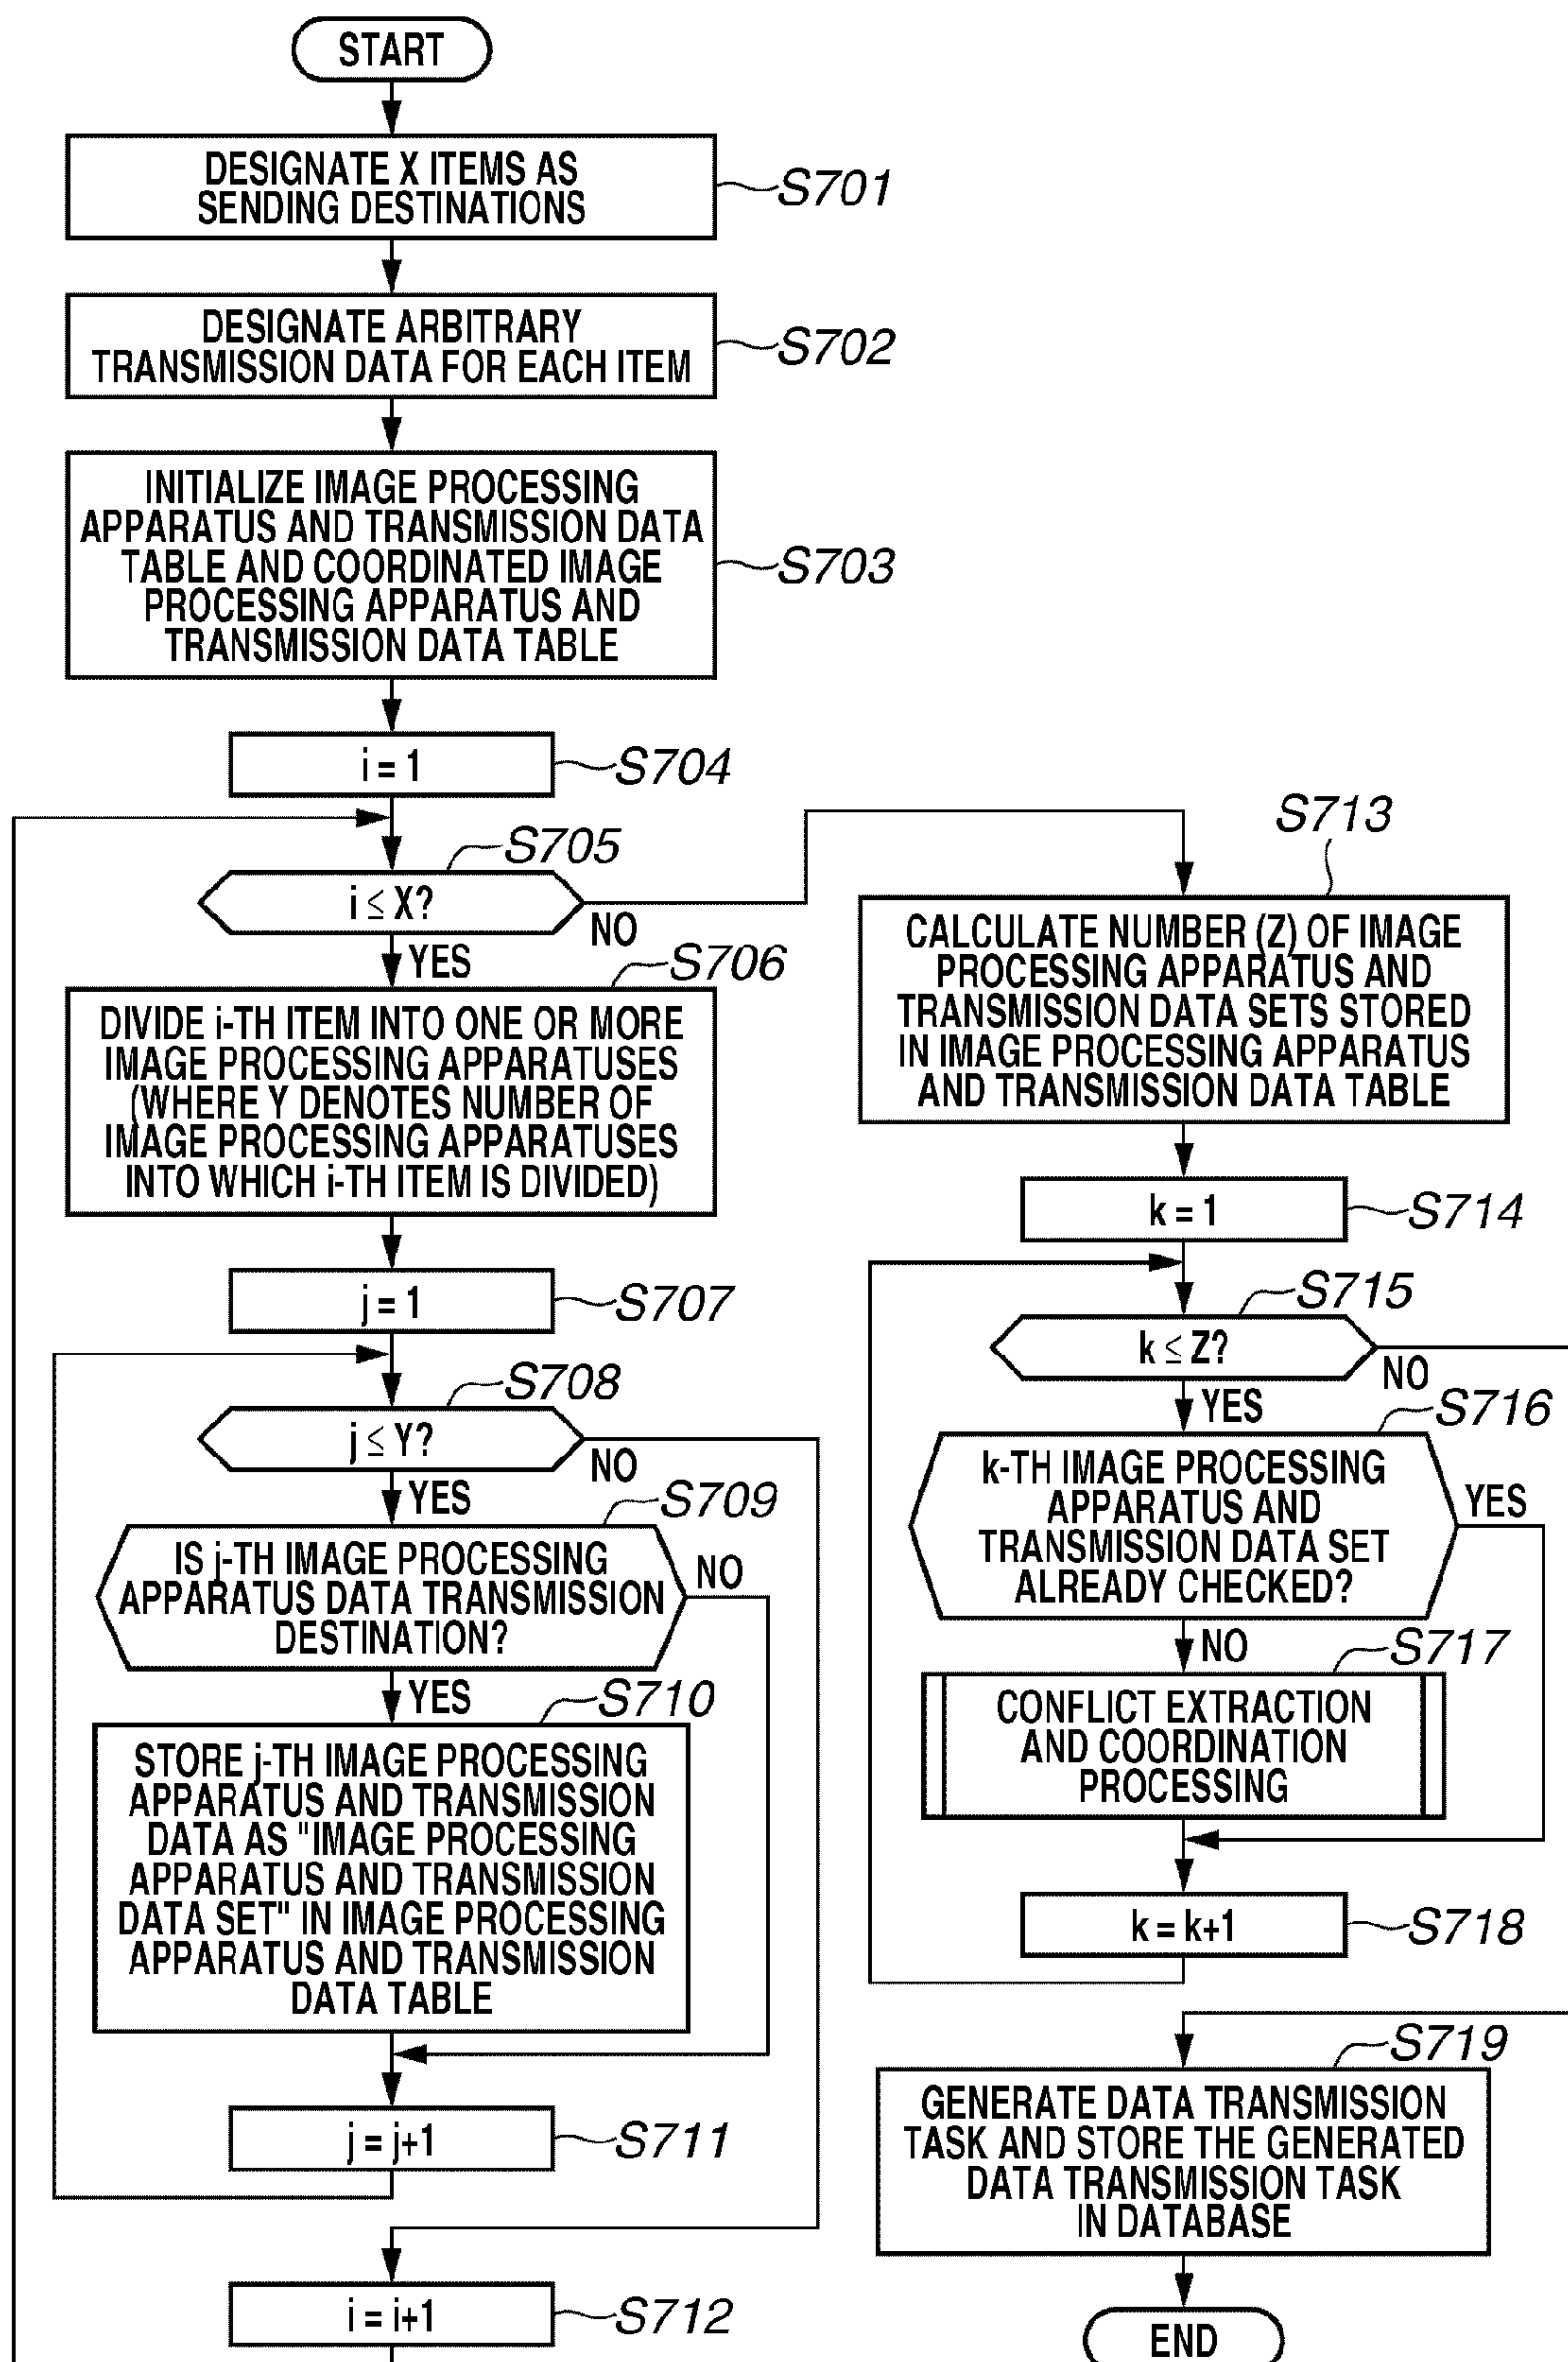 START
DESIGNATE X ITEMS AS
SENDING DESTINATIONS
S701
DESIGNATE ARBITRARY
TRANSMISSION DATA FOR EACH ITEM
S702
INITIALIZE IMAGE PROCESSING
APPARATUS AND TRANSMISSION DATA
TABLE AND COORDINATED IMAGE
PROCESSING APPARATUS AND
TRANSMISSION DATA TABLE
S703
i = 1
S704
S705
i ≤ X?
NO
YES
S706
DIVIDE i-TH ITEM INTO ONE OR MORE
IMAGE PROCESSING APPARATUSES
(WHERE Y DENOTES NUMBER OF
IMAGE PROCESSING APPARATUSES
INTO WHICH i-TH ITEM IS DIVIDED)
j = 1
S707
S708
j ≤ Y?
NO
YES
S709
IS j-TH IMAGE PROCESSING
APPARATUS DATA TRANSMISSION
DESTINATION?
NO
YES
S710
STORE j-TH IMAGE PROCESSING
APPARATUS AND TRANSMISSION
DATA AS "IMAGE PROCESSING
APPARATUS AND TRANSMISSION
DATA SET" IN IMAGE PROCESSING
APPARATUS AND TRANSMISSION
DATA TABLE
j = j+1
S711
i = i+1
S712
S713
CALCULATE NUMBER (Z) OF IMAGE
PROCESSING APPARATUS AND
TRANSMISSION DATA SETS STORED
IN IMAGE PROCESSING APPARATUS
AND TRANSMISSION DATA TABLE
k = 1
S714
S715
k ≤ Z?
NO
YES
S716
k-TH IMAGE PROCESSING
APPARATUS AND
TRANSMISSION DATA SET
ALREADY CHECKED?
YES
NO
S717
CONFLICT EXTRACTION
AND COORDINATION
PROCESSING
k = k+1
S718
S719
GENERATE DATA TRANSMISSION
TASK AND STORE THE GENERATED
DATA TRANSMISSION TASK
IN DATABASE
END